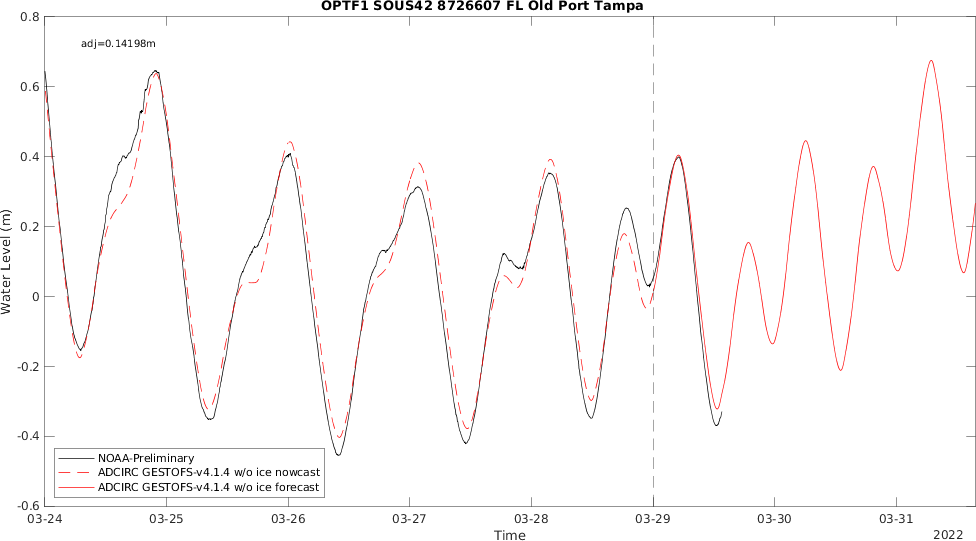 OPTF1 SOUS42 8726607 FL Old Port Tampa
adj=0.14198m
0.8
0.6
0.4
0.2
0
-0.2
-0.4
-0.6
Water Level (m)
NOAA-Preliminary
ADCIRC GESTOFS-v4.1.4 w/o ice nowcast
ADCIRC GESTOFS-v4.1.4 w/o ice forecast
03-24 03-25 03-26 03-27 03-28 03-29 03-30 03-31
Time
2022